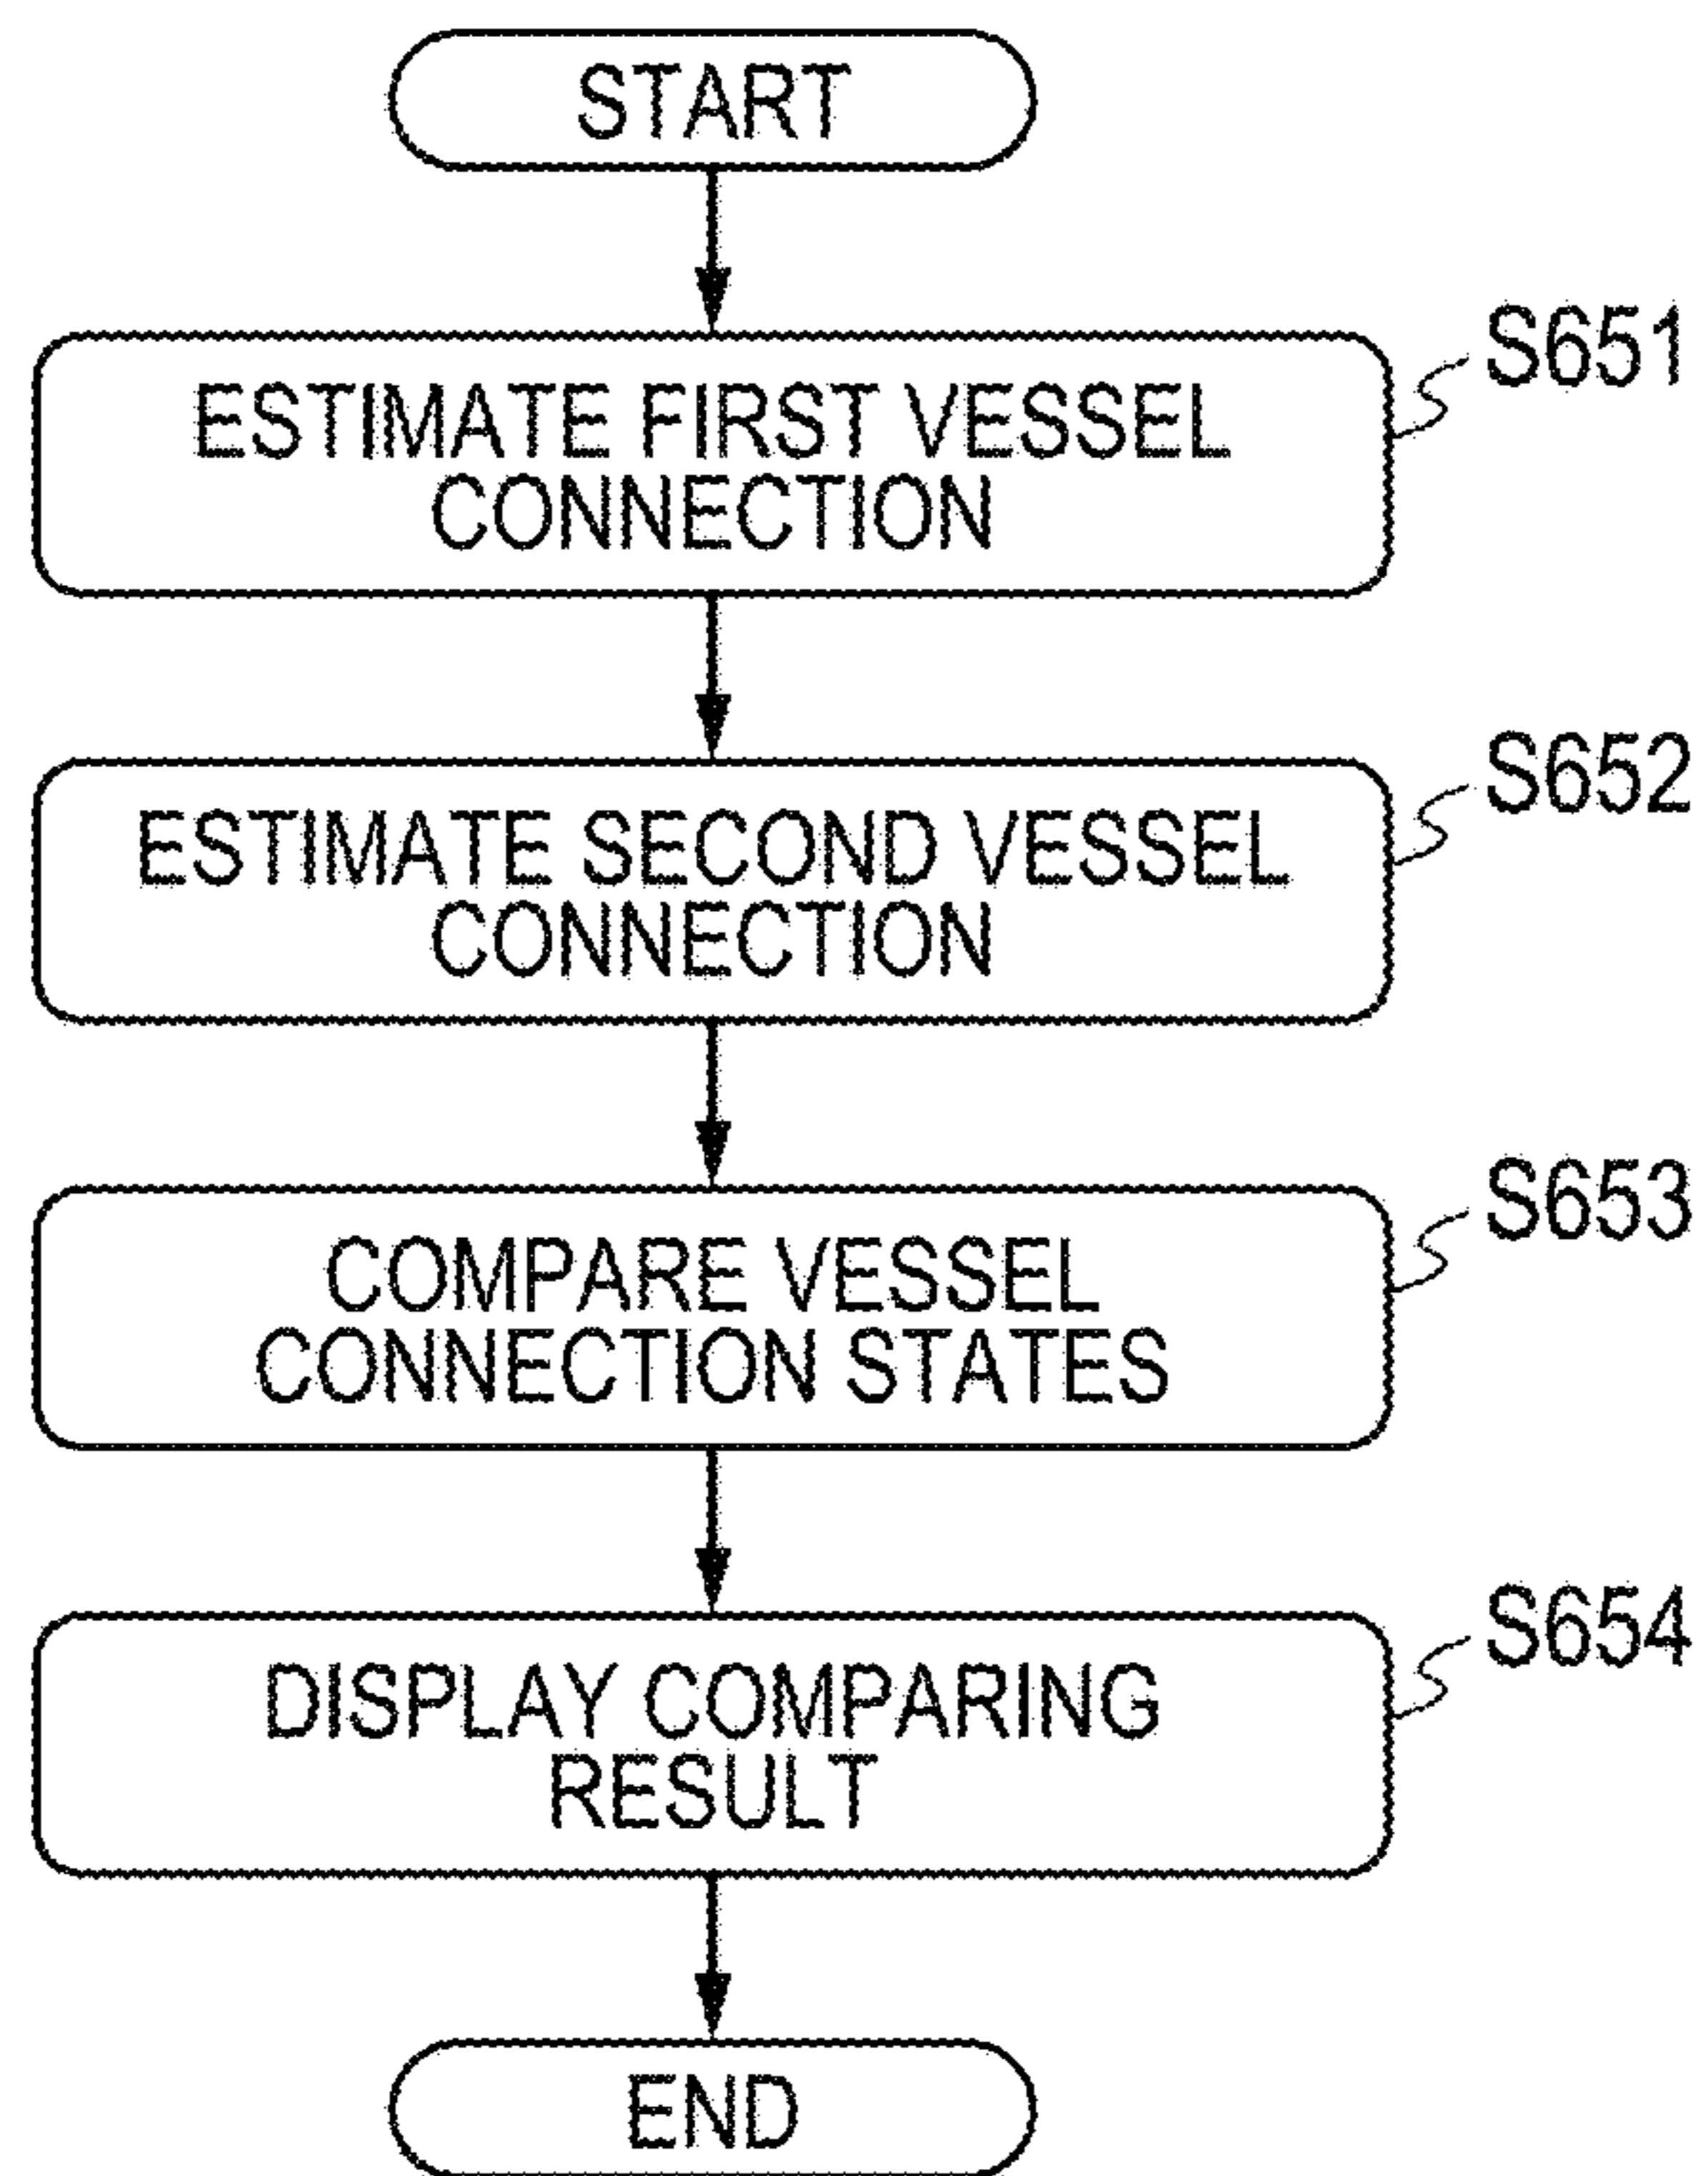 START
ESTIMATE FIRST VESSEL
CONNECTION
S651
ESTIMATE SECOND VESSEL
CONNECTION
S652
COMPARE VESSEL
CONNECTION STATES
S653
DISPLAY COMPARING
RESULT
S654
END